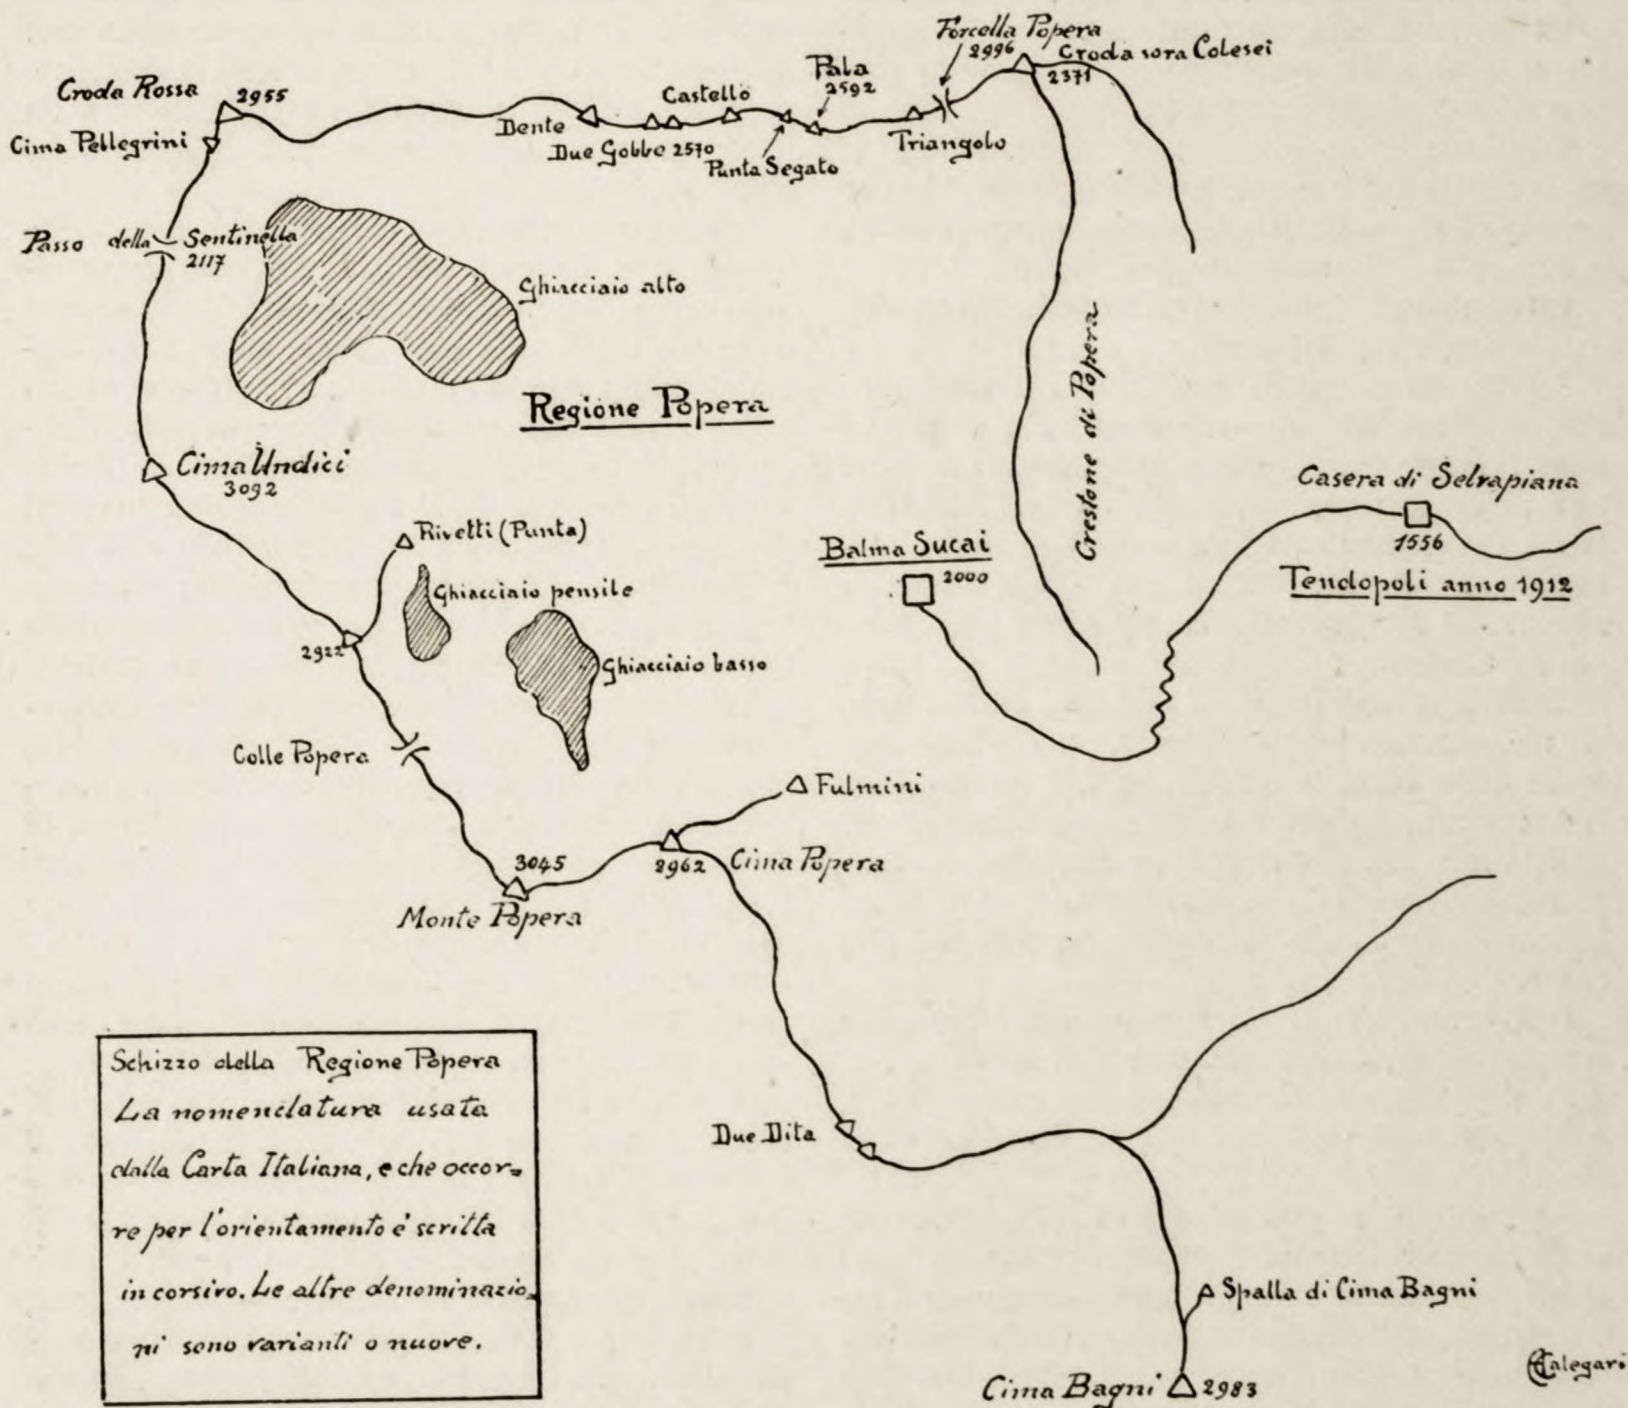 Forcella Popera
2996
Croda sora Colesei
2371
Pala
2592
Croda Rossa
2955
Castello
Dente
Cima Pellegrini
Due Gobbe 2570
Punta Segato
Triangolo
Passo della Sentinella
2117
Ghiacciaio alto
Regione Popera
Crestone di Popera
Cima Undici
3092
Casera di Selvapiana
1556
Tendopoli anno 1912
Rivetti (Punta)
Balma Sucai
2000
Ghiacciaio pensile
2922
Ghiacciaio basso
Colle Popera
Fulmini
3045
Monte Popera
2962
Cima Popera
Due Dita
Schizzo della Regione Popera
La nomenclatura usata
dalla Carta Italiana, e che occor=
re per l'orientamento è scritta
in corsivo. Le altre denominazio=
ni sono varianti o nuove.
Spalla di Cima Bagni
Cima Bagni 2983
Calegari